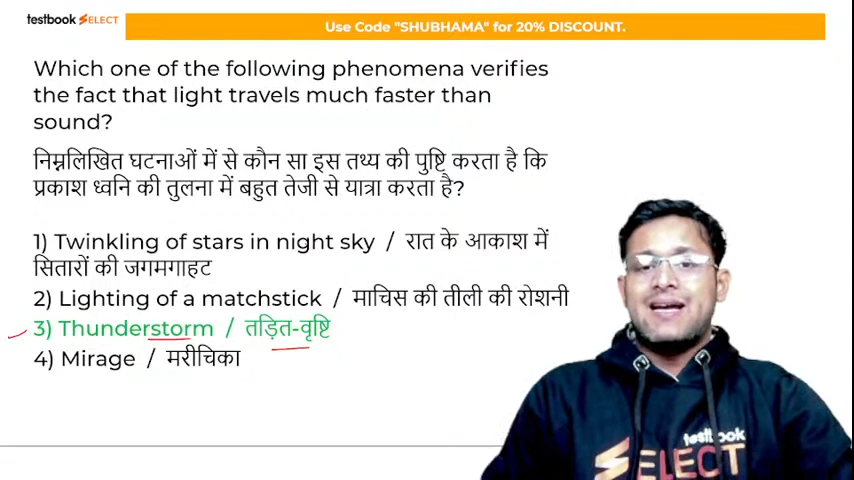 testbook SELECT
Use Code "SHUBHAMA" for 20% DISCOUNT.
Which one of the following phenomena verifies
the fact that light travels much faster than
sound?
निम्नलिखित घटनाओं में से कौन सा इस तथ्य की पुष्टि करता है कि
प्रकाश ध्वनि की तुलना में बहुत तेजी से यात्रा करता है?
1) Twinkling of stars in night sky / रात के आकाश में
सितारों की जगमगाहट
2) Lighting of a matchstick / माचिस की तीली की रोशनी
3) Thunderstorm / तड़ित-वृष्टि
4) Mirage / मरीचिका
testbook
SELECT